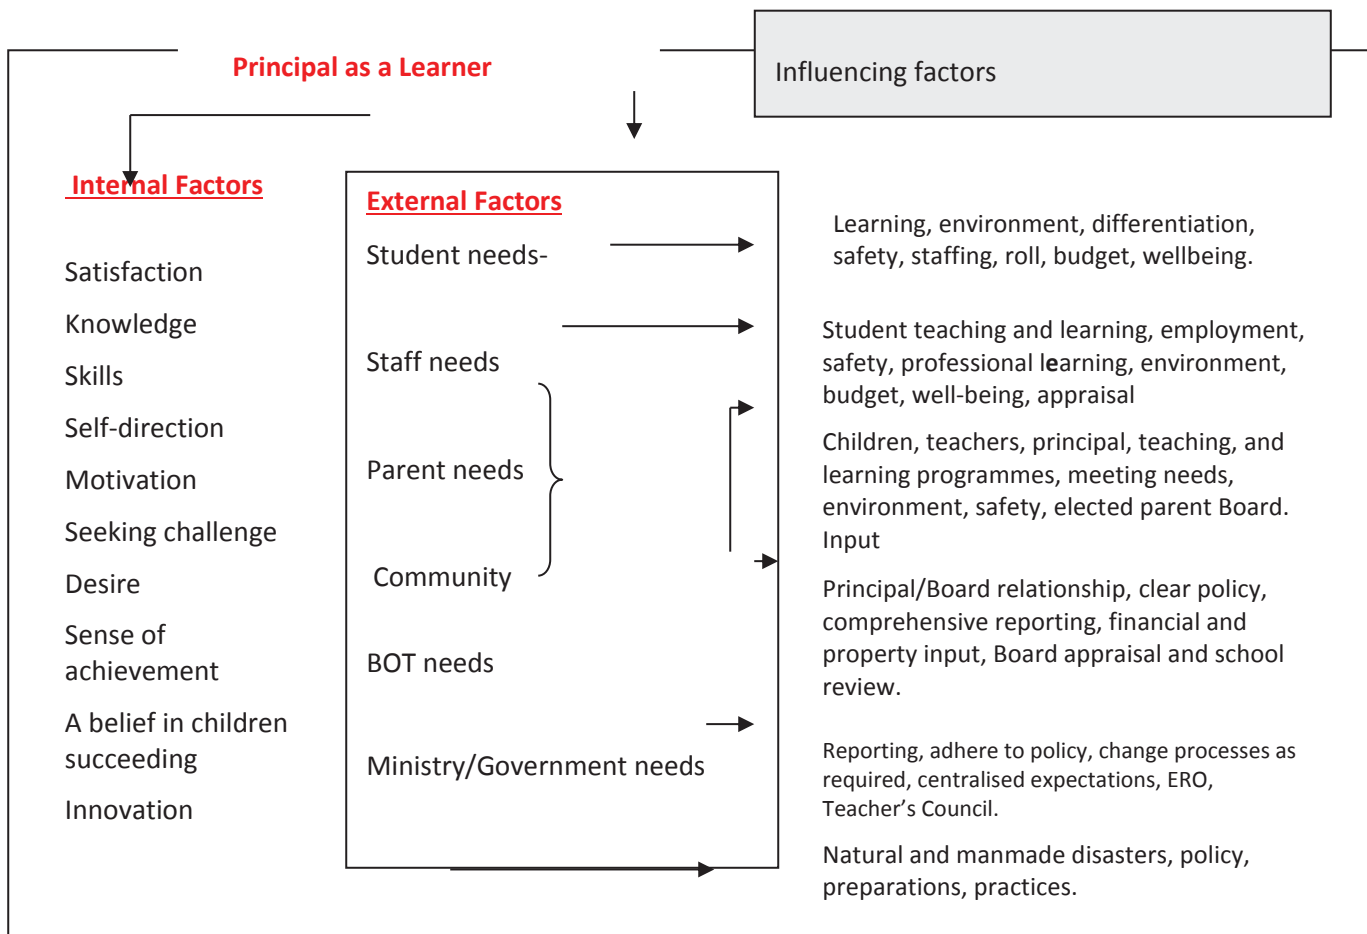 Principal as a Learner
Influencing factors
Internal Factors
Satisfaction
Knowledge
Skills
Self-direction
Motivation
Seeking challenge
Desire
Sense of
achievement
A belief in children
succeeding
Innovation
External Factors
Student needs-
Staff needs
Parent needs
Community
BOT needs
Ministry/Government needs
Learning, environment, differentiation,
safety, staffing, roll, budget, wellbeing.
Student teaching and learning, employment,
safety, professional learning, environment,
budget, well-being, appraisal
Children, teachers, principal, teaching, and
learning programmes, meeting needs,
environment, safety, elected parent Board.
Input
Principal/Board relationship, clear policy,
comprehensive reporting, financial and
property input, Board appraisal and school
review.
Reporting, adhere to policy, change processes as
required, centralised expectations, ERO,
Teacher’s Council.
Natural and manmade disasters, policy,
preparations, practices.